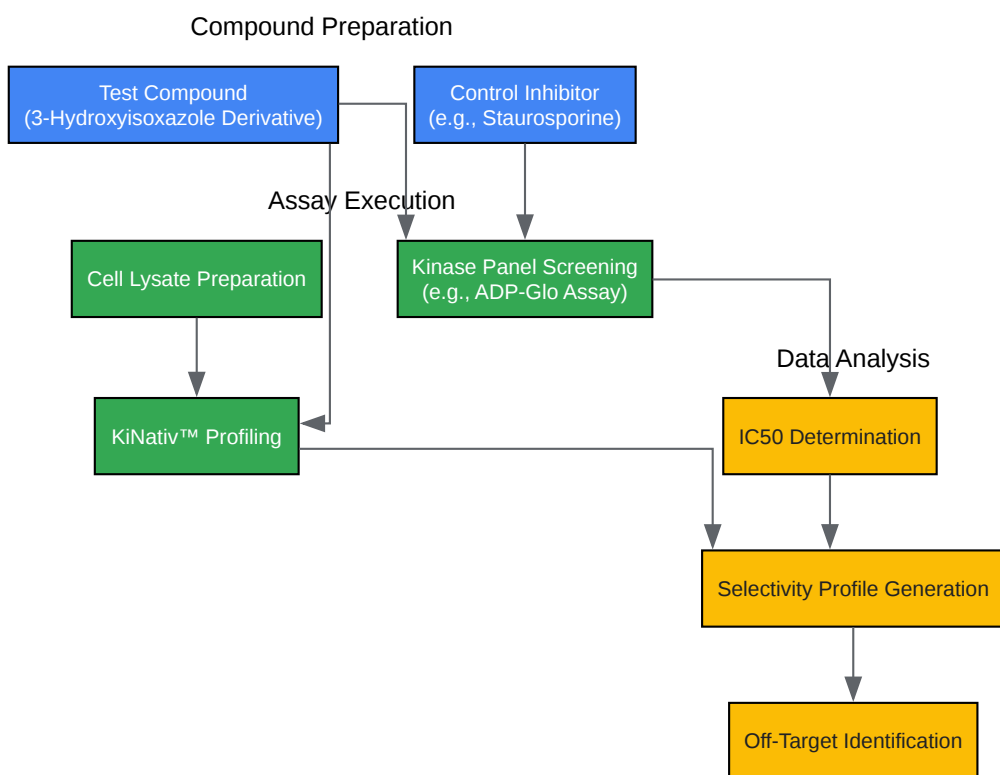 Compound Preparation
Test Compound
(3-Hydroxyisoxazole Derivative)
Control Inhibitor
(e.g., Staurosporine)
Assay Execution
Cell Lysate Preparation
Kinase Panel Screening
(e.g., ADP-Glo Assay)
Data Analysis
KiNativ™ Profiling
IC50 Determination
Selectivity Profile Generation
Off-Target Identification